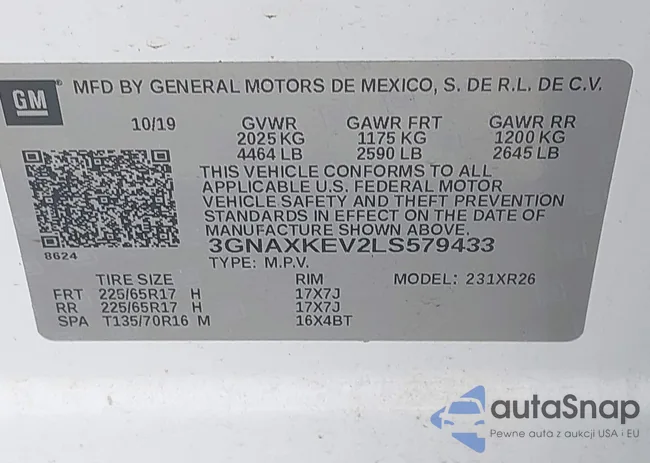 GM MFD BY GENERAL MOTORS DE MEXICO, S. DE R.L. DE C.V.
10/19 GVWR GAWR FRT GAWR RR
2025 KG 1175 KG 1200 KG
4464 LB 2590 LB 2645 LB
THIS VEHICLE CONFORMS TO ALL
APPLICABLE U.S. FEDERAL MOTOR
VEHICLE SAFETY AND THEFT PREVENTION
STANDARDS IN EFFECT ON THE DATE OF
MANUFACTURE SHOWN ABOVE.
3GNAXKEV2LS579433
8624
TYPE: M.P.V.
TIRE SIZE RIM MODEL: 231XR26
FRT 225/65R17 H 17X7J
RR 225/65R17 H 17X7J
SPA T135/70R16 M 16X4BT
autaSnap
Pewne auta z aukcji USA i EU